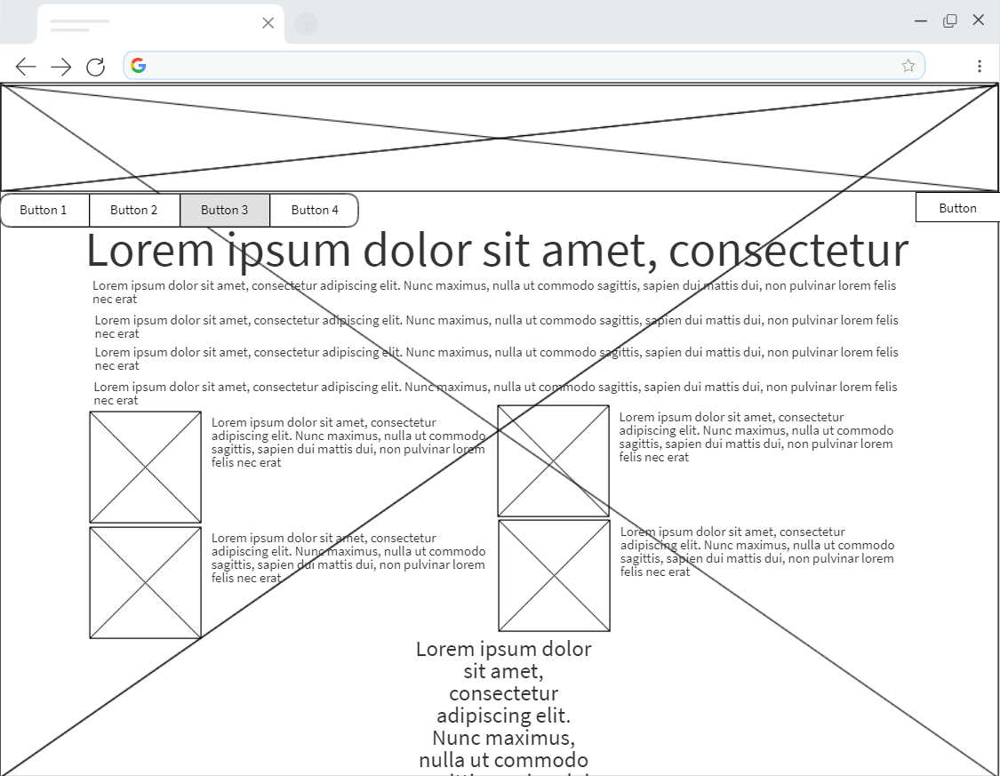 Button 1 Button 2 Button 3 Button 4 Button
Lorem ipsum dolor sit amet, consectetur
Lorem ipsum dolor sit amet, consectetur adipiscing elit. Nunc maximus, nulla ut commodo sagittis, sapien dui mattis dui, non pulvinar lorem felis
nec erat
Lorem ipsum dolor sit amet, consectetur adipiscing elit. Nunc maximus, nulla ut commodo sagittis, sapien dui mattis dui, non pulvinar lorem felis
nec erat
Lorem ipsum dolor sit amet, consectetur adipiscing elit. Nunc maximus, nulla ut commodo sagittis, sapien dui mattis dui, non pulvinar lorem felis
nec erat
Lorem ipsum dolor sit amet, consectetur adipiscing elit. Nunc maximus, nulla ut commodo sagittis, sapien dui mattis dui, non pulvinar lorem felis
nec erat
Lorem ipsum dolor sit amet, consectetur
adipiscing elit. Nunc maximus, nulla ut commodo
sagittis, sapien dui mattis dui, non pulvinar lorem
felis nec erat
Lorem ipsum dolor sit amet, consectetur
adipiscing elit. Nunc maximus, nulla ut commodo
sagittis, sapien dui mattis dui, non pulvinar lorem
felis nec erat
Lorem ipsum dolor sit amet, consectetur
adipiscing elit. Nunc maximus, nulla ut commodo
sagittis, sapien dui mattis dui, non pulvinar lorem
felis nec erat
Lorem ipsum dolor sit amet, consectetur
adipiscing elit. Nunc maximus, nulla ut commodo
sagittis, sapien dui mattis dui, non pulvinar lorem
felis nec erat
Lorem ipsum dolor
sit amet,
consectetur
adipiscing elit.
Nunc maximus,
nulla ut commodo